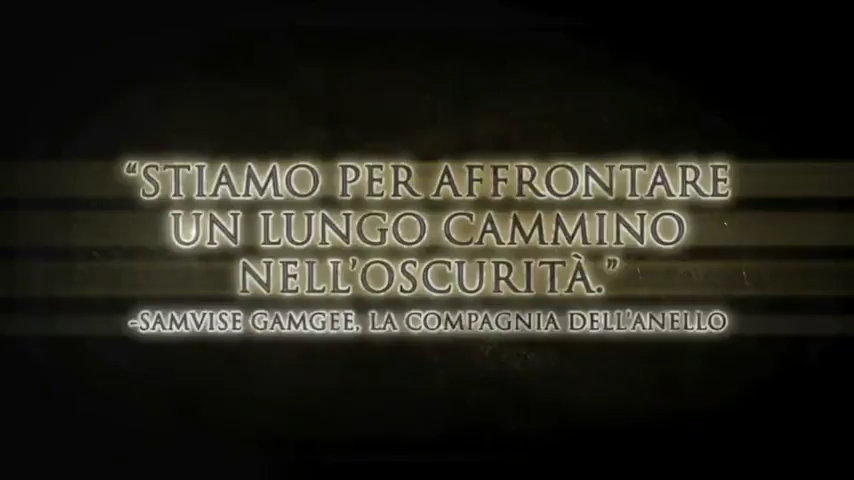 “STIAMO PER AFFRONTARE
UN LUNGO CAMMINO
NELL’OSCURITÀ.”
-SAMVISE GAMGEE, LA COMPAGNIA DELL’ANELLO